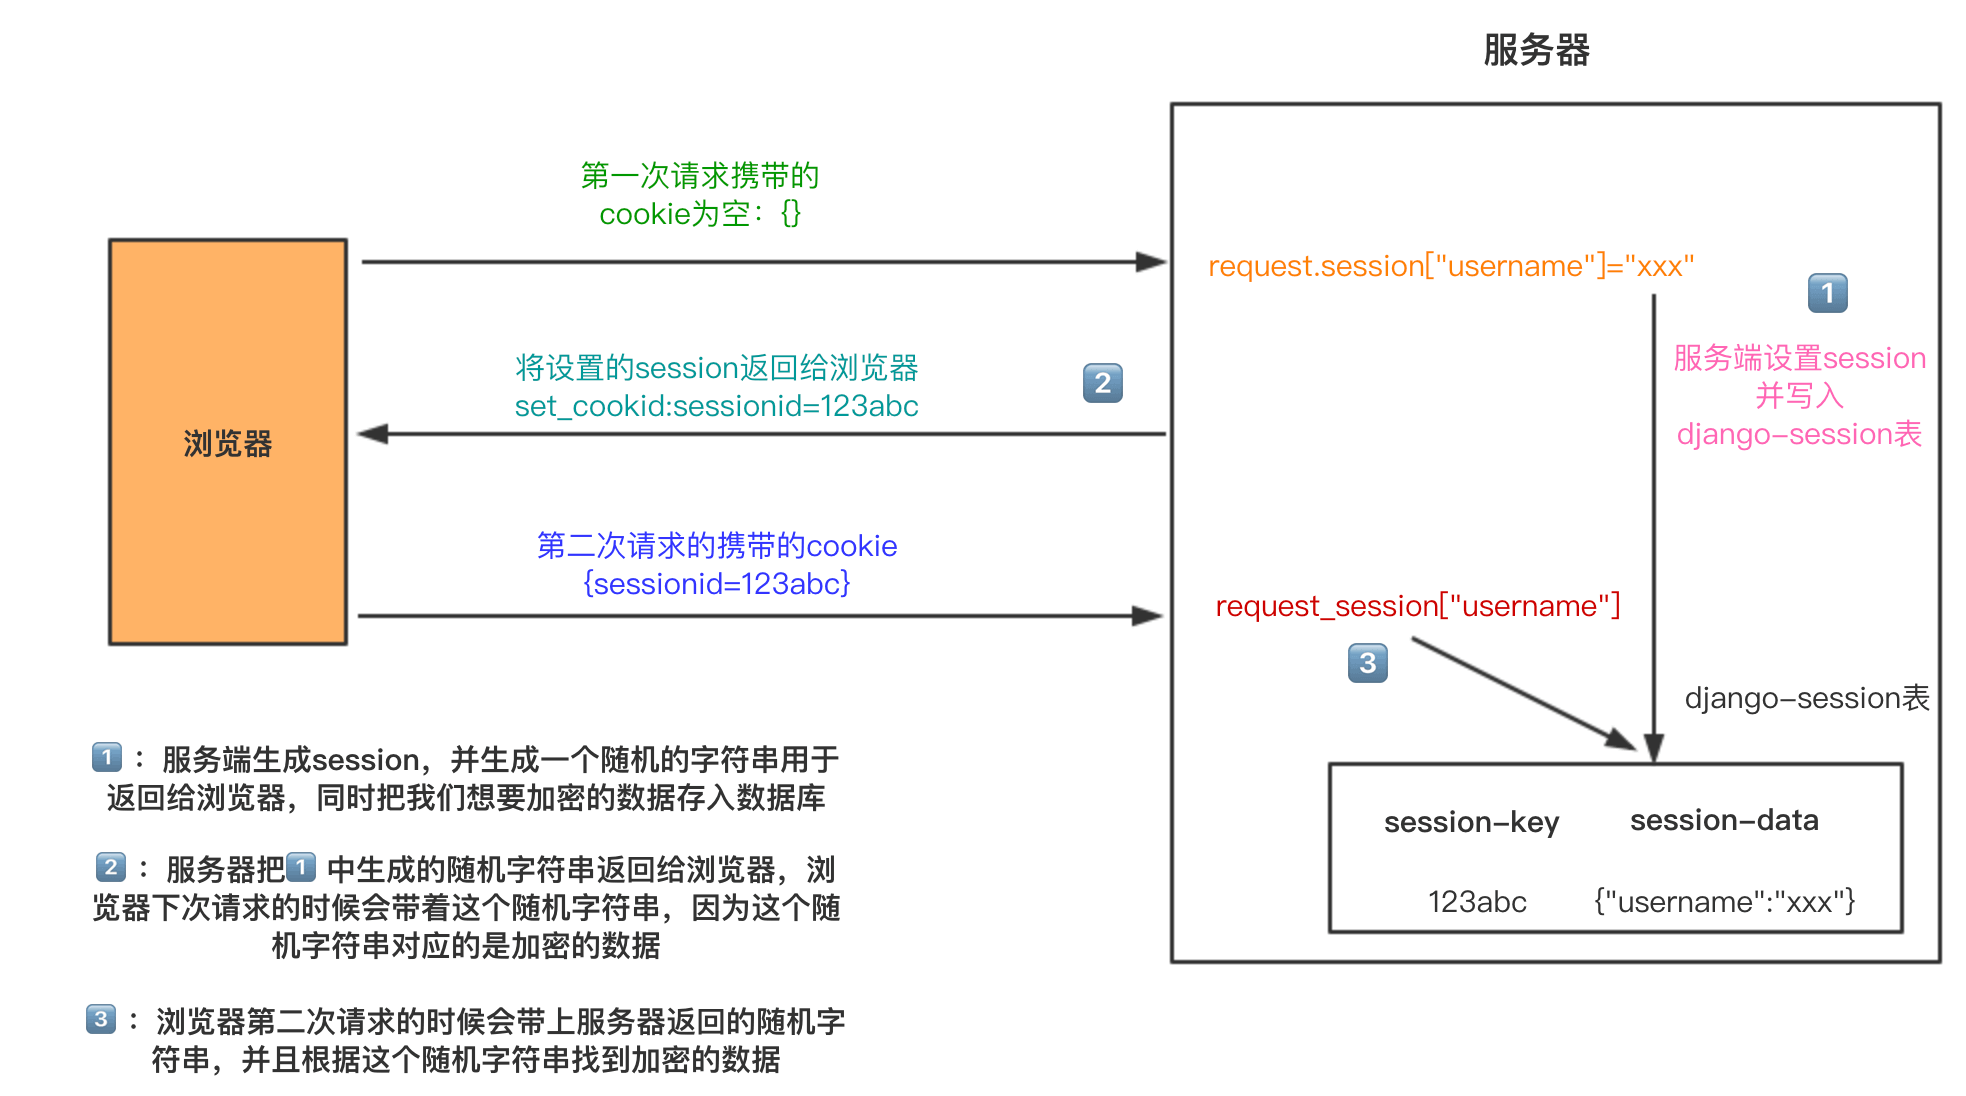 服务器
第一次请求携带的
cookie为空：{}
request.session["username"]="xxx"
1
服务端设置session
并写入
django-session表
将设置的session返回给浏览器
set_cookid:sessionid=123abc
2
浏览器
第二次请求的携带的cookie
{sessionid=123abc}
request_session["username"]
3
django-session表
session-key session-data
123abc {"username":"xxx"}
1：服务端生成session，并生成一个随机的字符串用于
返回给浏览器，同时把我们想要加密的数据存入数据库
2：服务器把1 中生成的随机字符串返回给浏览器，浏
览器下次请求的时候会带着这个随机字符串，因为这个随
机字符串对应的是加密的数据
3：浏览器第二次请求的时候会带上服务器返回的随机字
符串，并且根据这个随机字符串找到加密的数据